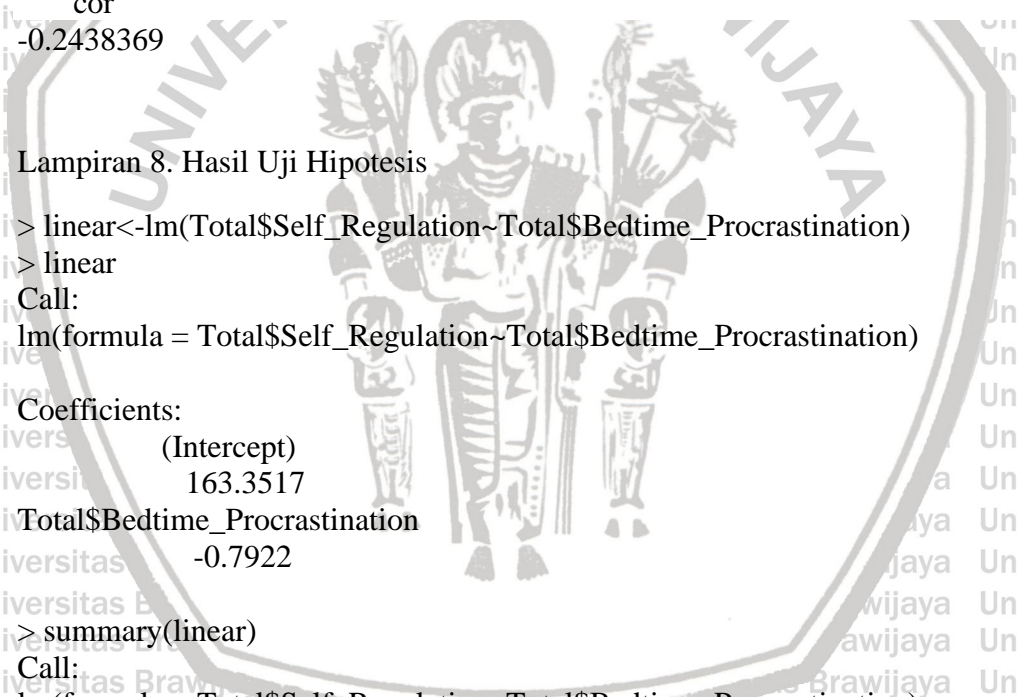 cor
-0.2438369
Lampiran 8. Hasil Uji Hipotesis
> linear<-lm(Total$Self_Regulation~Total$Bedtime_Procrastination)
> linear
Call:
lm(formula = Total$Self_Regulation~Total$Bedtime_Procrastination)
Coefficients:
(Intercept)
163.3517
Total$Bedtime_Procrastination
-0.7922
> summary(linear)
Call: